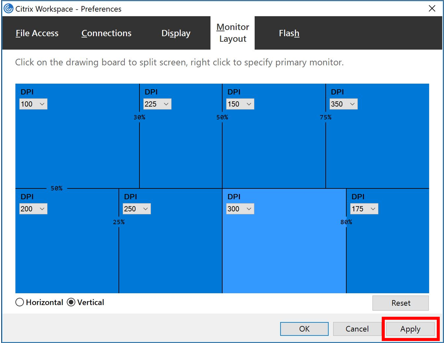 Citrix Workspace - Preferences
File Access
Connections
Display
Monitor
Layout
Flash
Click on the drawing board to split screen, right click to specify primary monitor.
DPI DPI DPI DPI
100 225 150 350
30% 50% 75%
50%
DPI DPI DPI DPI
200 250 300 175
25% 80%
Horizontal Vertical Reset
OK Cancel Apply